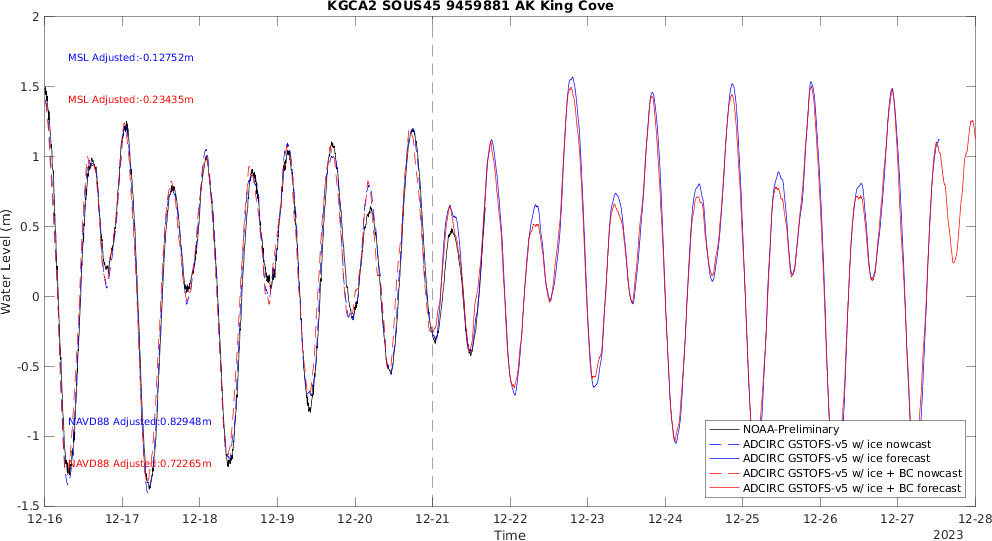 KGCA2 SOUS45 9459881 AK King Cove
2
1.5
1
0.5
0
-0.5
-1
-1.5
Water Level (m)
MSL Adjusted:-0.12752m
MSL Adjusted:-0.23435m
NAVD88 Adjusted:0.82948m
NAVD88 Adjusted:0.72265m
NOAA-Preliminary
ADCIRC GSTOFS-v5 w/ ice nowcast
ADCIRC GSTOFS-v5 w/ ice forecast
ADCIRC GSTOFS-v5 w/ ice + BC nowcast
ADCIRC GSTOFS-v5 w/ ice + BC forecast
12-16 12-17 12-18 12-19 12-20 12-21 12-22 12-23 12-24 12-25 12-26 12-27 12-28
Time
2023